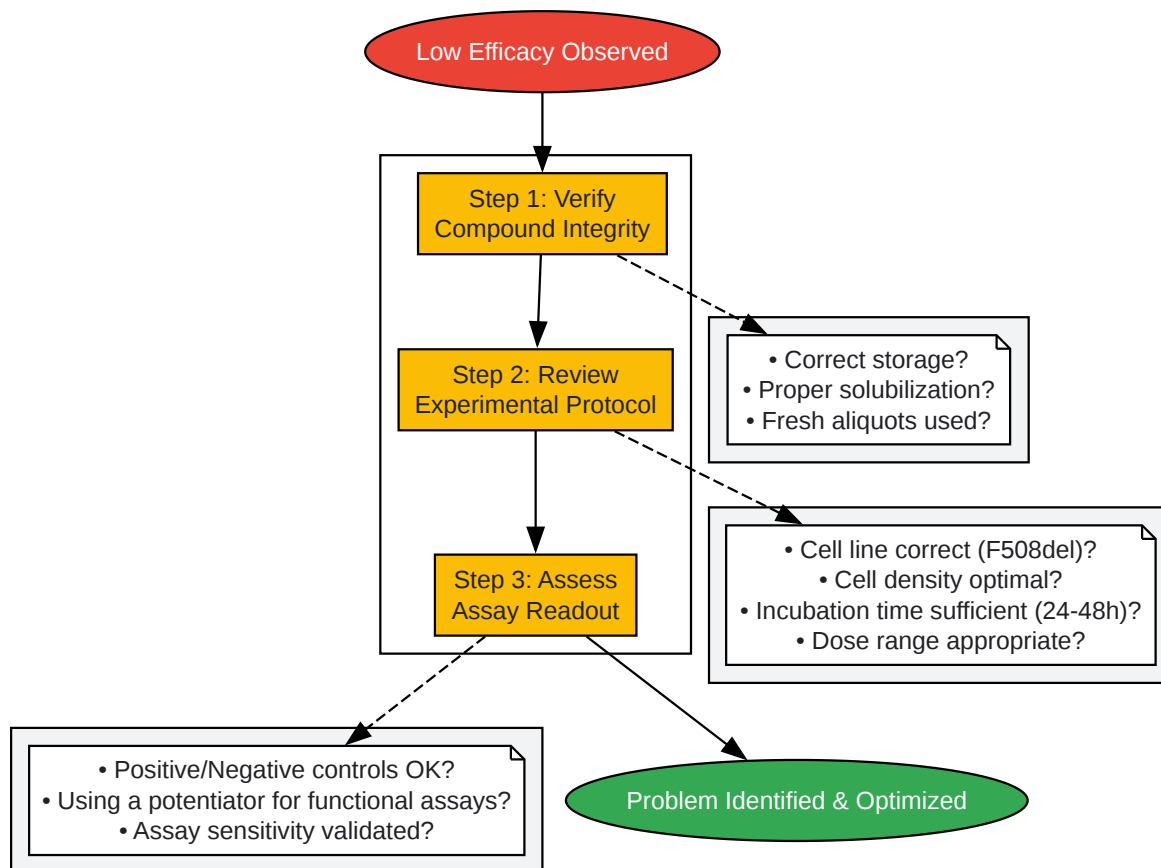 Low Efficacy Observed
Step 1: Verify
Compound Integrity
• Correct storage?
• Proper solubilization?
• Fresh aliquots used?
Step 2: Review
Experimental Protocol
• Cell line correct (F508del)?
• Cell density optimal?
• Incubation time sufficient (24-48h)?
• Dose range appropriate?
Step 3: Assess
Assay Readout
• Positive/Negative controls OK?
• Using a potentiator for functional assays?
• Assay sensitivity validated?
Problem Identified & Optimized